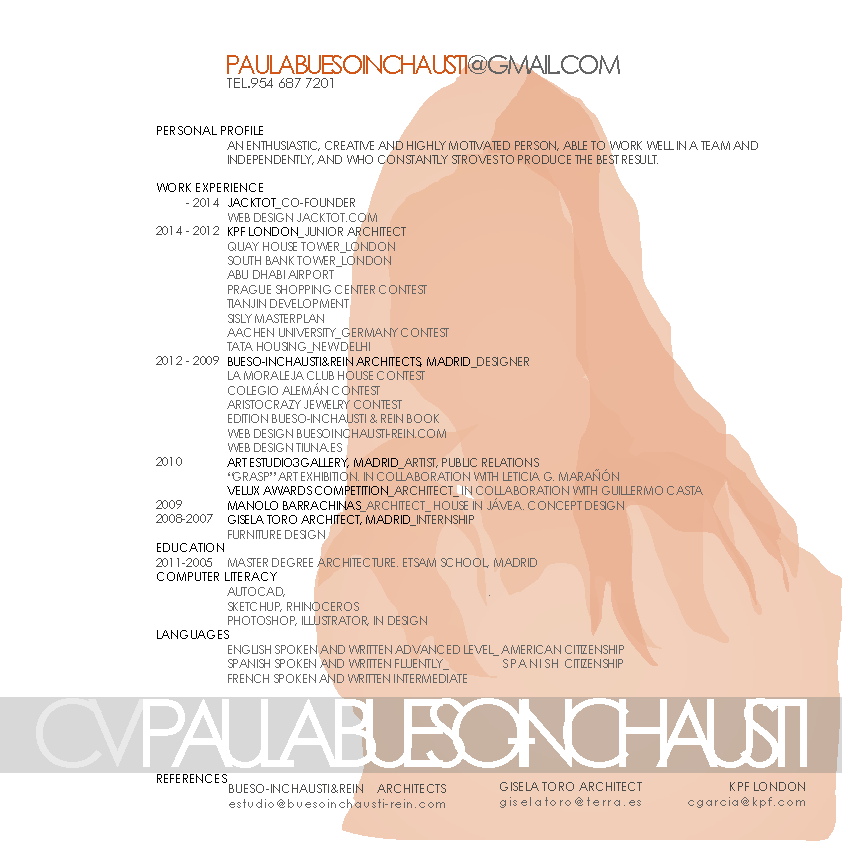 PAULABUESOINCHAUSTI@GMAIL.COM
TEL.954 687 7201
PERSONAL PROFILE
AN ENTHUSIASTIC, CREATIVE AND HIGHLY MOTIVATED PERSON, ABLE TO WORK WELL IN A TEAM AND
INDEPENDENTLY, AND WHO CONSTANTLY STROVES TO PRODUCE THE BEST RESULT.
WORK EXPERIENCE
- 2014 JACKTOT_CO-FOUNDER
WEB DESIGN JACKTOT.COM
2014 - 2012 KPF LONDON_JUNIOR ARCHITECT
QUAY HOUSE TOWER_LONDON
SOUTH BANK TOWER_LONDON
ABU DHABI AIRPORT
PRAGUE SHOPPING CENTER CONTEST
TIANJIN DEVELOPMENT
SISLY MASTERPLAN
AACHEN UNIVERSITY_GERMANY CONTEST
TATA HOUSING_NEWDELHI
2012 - 2009 BUESO-INCHAUSTI&REIN ARCHITECTS, MADRID_DESIGNER
LA MORALEJA CLUB HOUSE CONTEST
COLEGIO ALEMÁN CONTEST
ARISTOCRAZY JEWELRY CONTEST
EDITION BUESO-INCHAUSTI & REIN BOOK
WEB DESIGN BUESOINCHAUSTI-REIN.COM
WEB DESIGN TIUNA.ES
2010 ART ESTUDIO3GALLERY, MADRID_ARTIST, PUBLIC RELATIONS
"GRASP" ART EXHIBITION. IN COLLABORATION WITH LETICIA G. MARAÑÓN
VELUX AWARDS COMPETITION_ARCHITECT_ IN COLLABORATION WITH GUILLERMO CASTA
2009 MANOLO BARRACHINAS_ARCHITECT_ HOUSE IN JÁVEA. CONCEPT DESIGN
2008-2007 GISELA TORO ARCHITECT, MADRID_INTERNSHIP
FURNITURE DESIGN
EDUCATION
2011-2005 MASTER DEGREE ARCHITECTURE. ETSAM SCHOOL, MADRID
COMPUTER LITERACY
AUTOCAD, .
SKETCHUP, RHINOCEROS
PHOTOSHOP, ILLUSTRATOR, IN DESIGN
LANGUAGES
ENGLISH SPOKEN AND WRITTEN ADVANCED LEVEL_ AMERICAN CITIZENSHIP
SPANISH SPOKEN AND WRITTEN FLUENTLY_ SPANISH CITIZENSHIP
FRENCH SPOKEN AND WRITTEN INTERMEDIATE
CVPAULABUESO-INCHAUSTI
REFERENCES BUESO-INCHAUSTI&REIN ARCHITECTS GISELA TORO ARCHITECT KPF LONDON
estudio@buesoinchausti-rein.com giselatoro@terra.es cgarcia@kpf.com